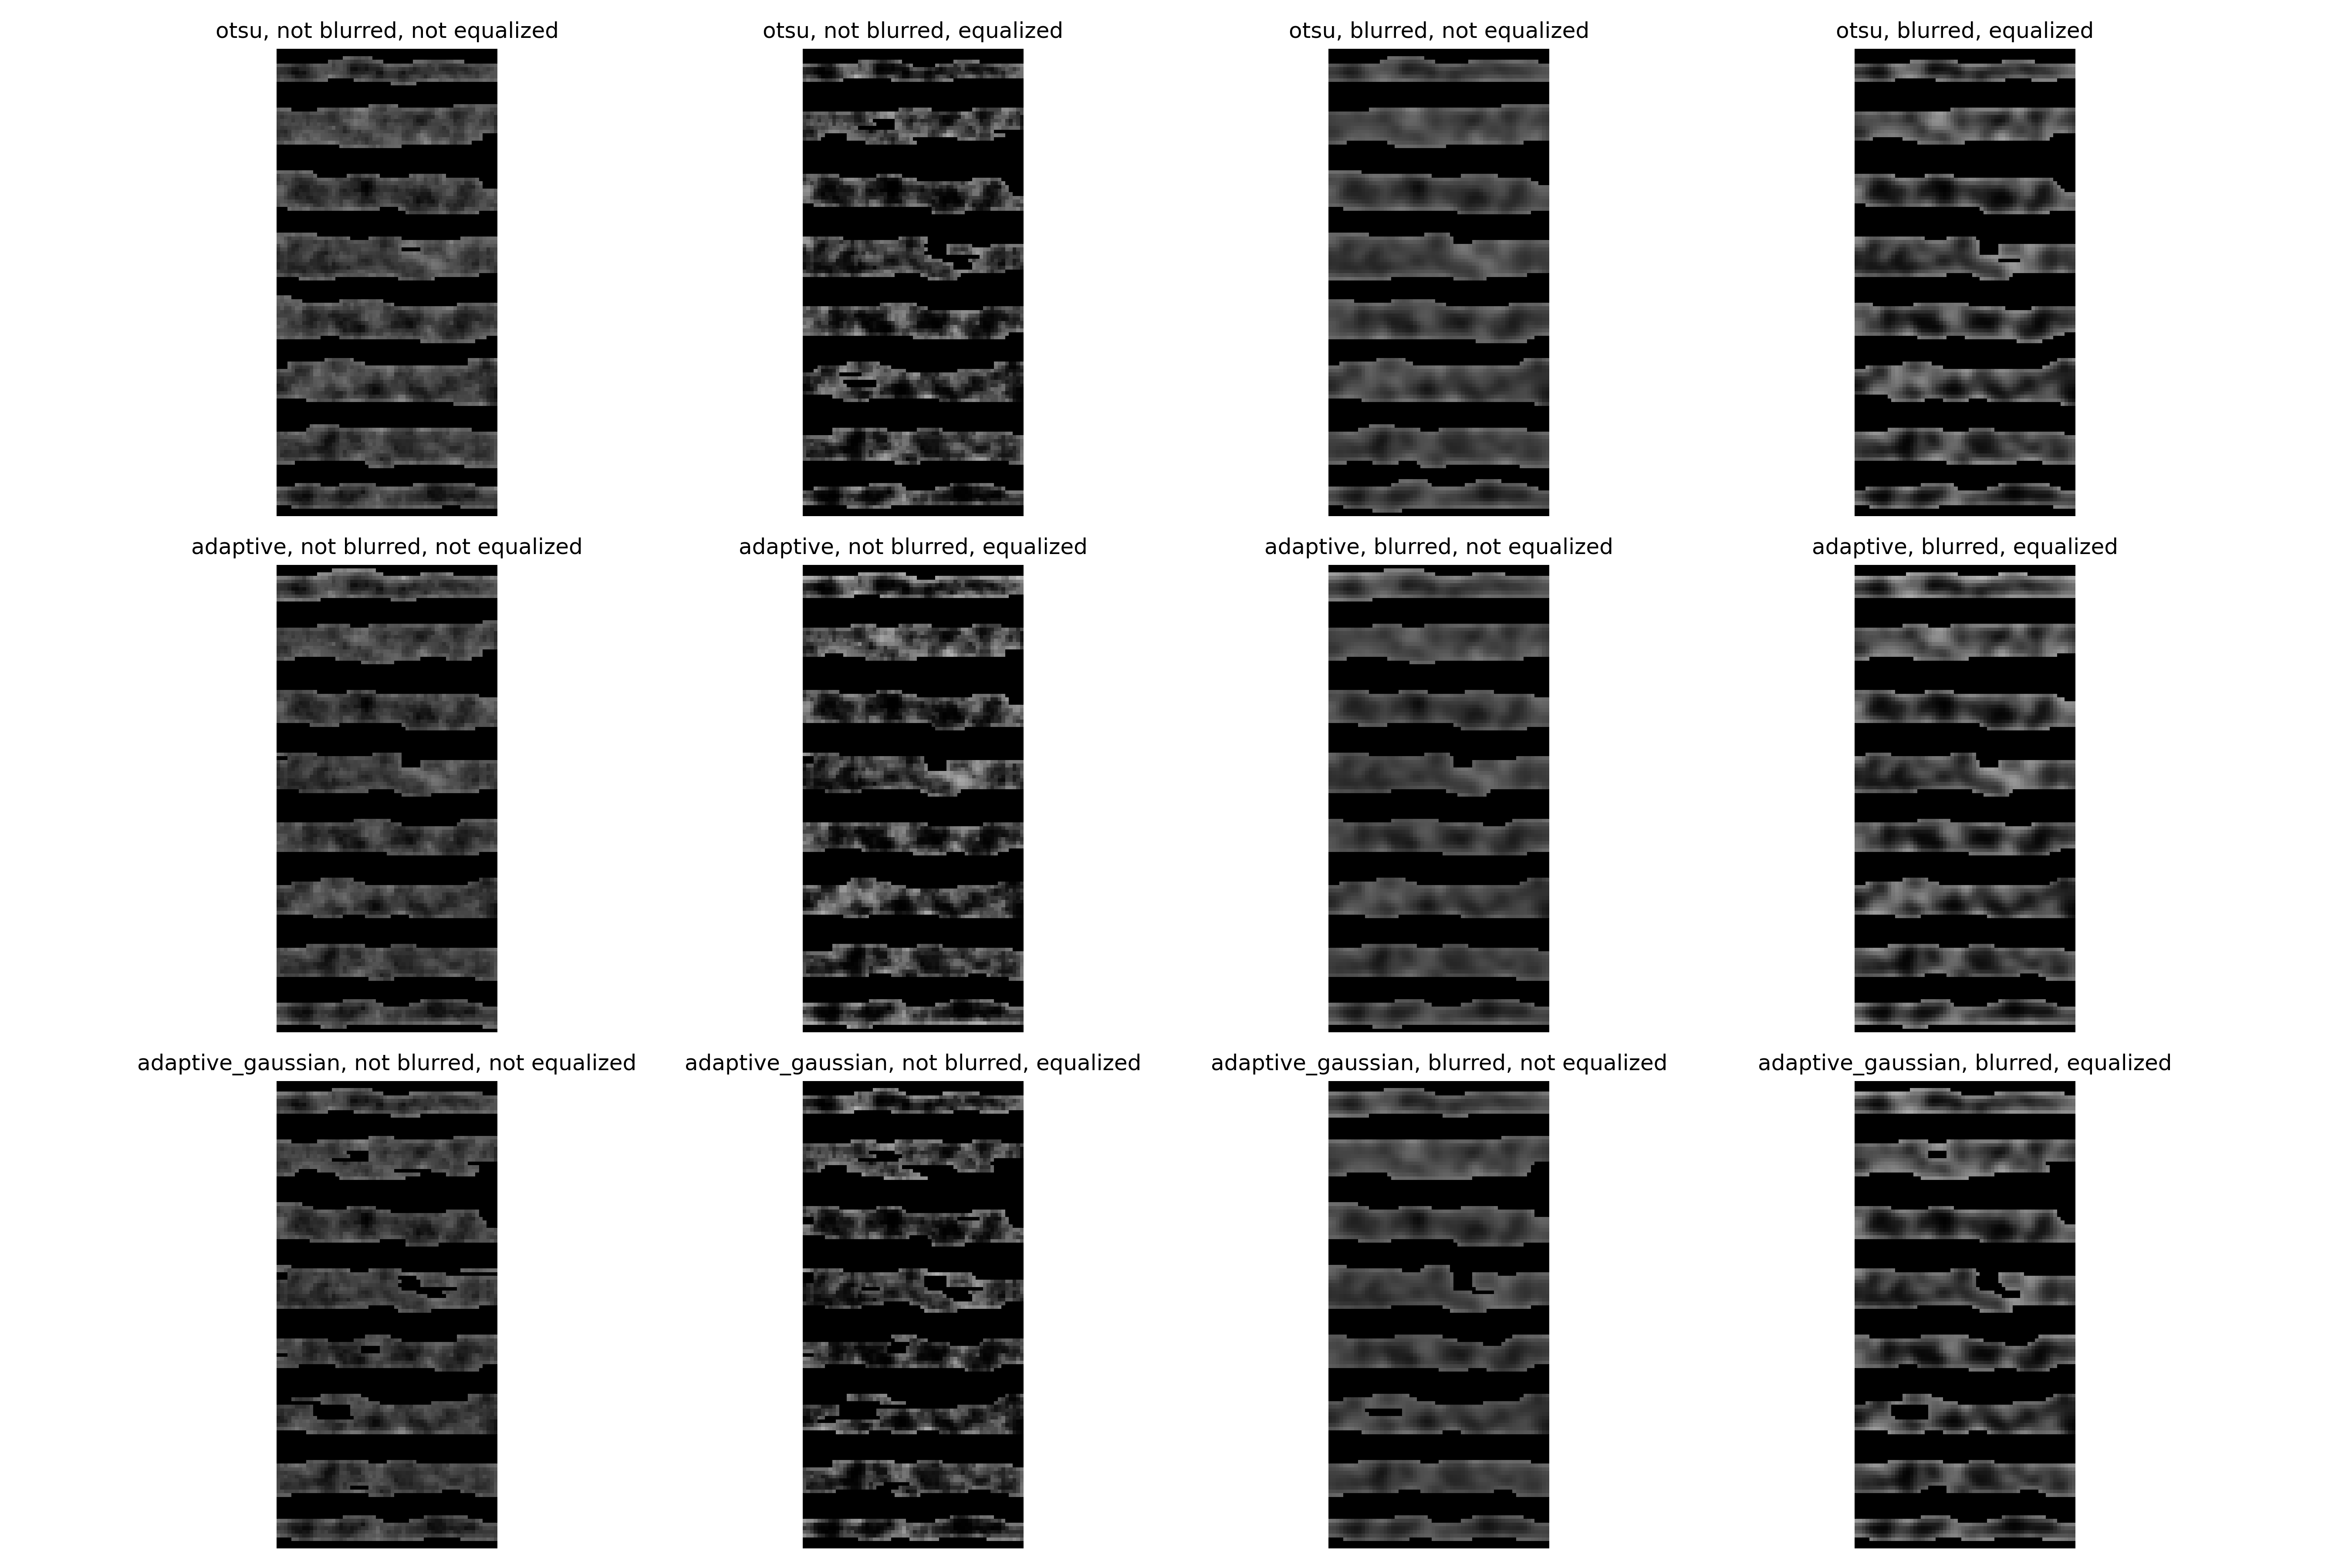 otsu, not blurred, not equalized
otsu, not blurred, equalized
otsu, blurred, not equalized
otsu, blurred, equalized
adaptive, not blurred, not equalized
adaptive, not blurred, equalized
adaptive, blurred, not equalized
adaptive, blurred, equalized
adaptive_gaussian, not blurred, not equalized
adaptive_gaussian, not blurred, equalized
adaptive_gaussian, blurred, not equalized
adaptive_gaussian, blurred, equalized